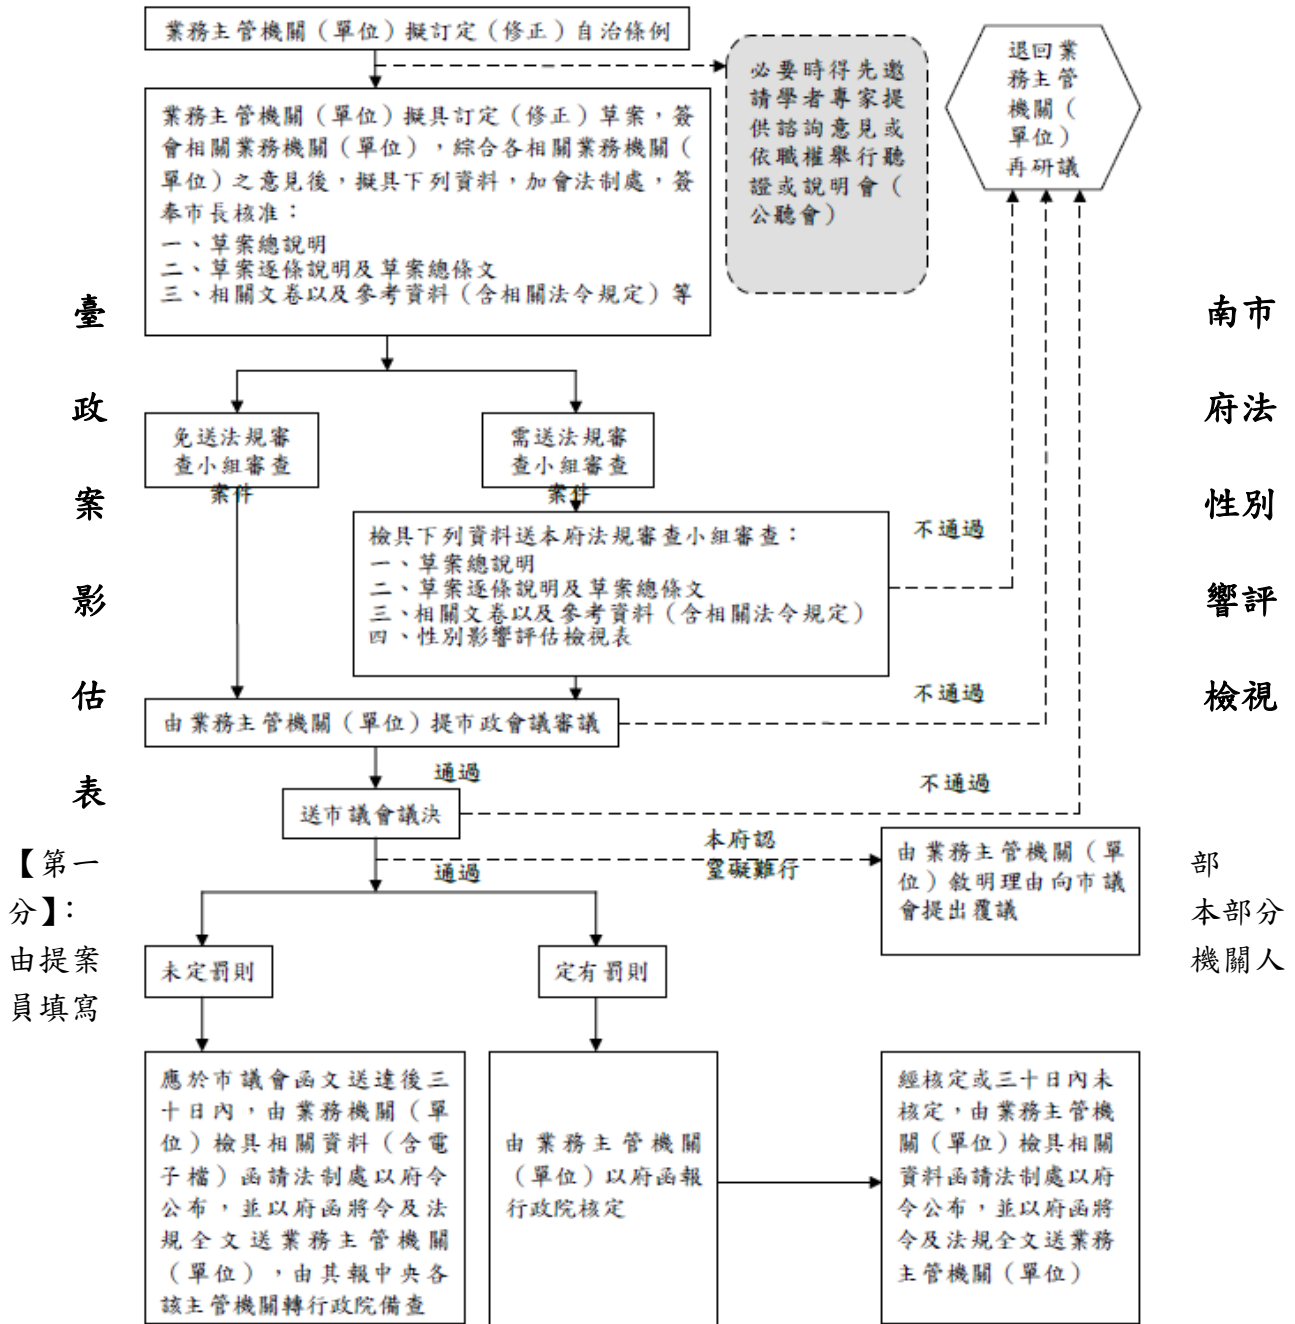 業務主管機關（單位）擬訂定（修正）自治條例
必要時得先邀
請學者專家提
供諮詢意見或
依職權舉行聽
證或說明會（
公聽會）
退回業
務主管
機關（
單位）
再研議
業務主管機關（單位）擬具訂定（修正）草案，簽
會相關業務機關（單位），綜合各相關業務機關（
單位）之意見後，擬具下列資料，加會法制處，簽
奉市長核准：
一、草案總說明
二、草案逐條說明及草案總條文
三、相關文卷以及參考資料（含相關法令規定）等
臺 南市
政 府法
案 性別
影 響評
估 檢視
表
免送法規審
查小組審查
案件
需送法規審
查小組審查
案件
檢具下列資料送本府法規審查小組審查：
一、草案總說明
二、草案逐條說明及草案總條文
三、相關文卷以及參考資料（含相關法令規定）
四、性別影響評估檢視表
不通過
由業務主管機關（單位）提市政會議審議
不通過
通過
送市議會議決
不通過
本府認
窒礙難行
通過
由業務主管機關（單
位）敘明理由向市議
會提出覆議
【第一 部
分】： 本部分
由提案 機關人
員填寫
未定罰則
定有罰則
應於市議會函文送達後三
十日內，由業務機關（單
位）檢具相關資料（含電
子檔）函請法制處以府令
公布，並以府函將令及法
規全文送業務主管機關
（單位），由其報中央各
該主管機關轉行政院備查
由業務主管機關
（單位）以府函報
行政院核定
經核定或三十日內未
核定，由業務主管機
關（單位）檢具相關
資料函請法制處以府
令公布，並以府函將
令及法規全文送業務
主管機關（單位）